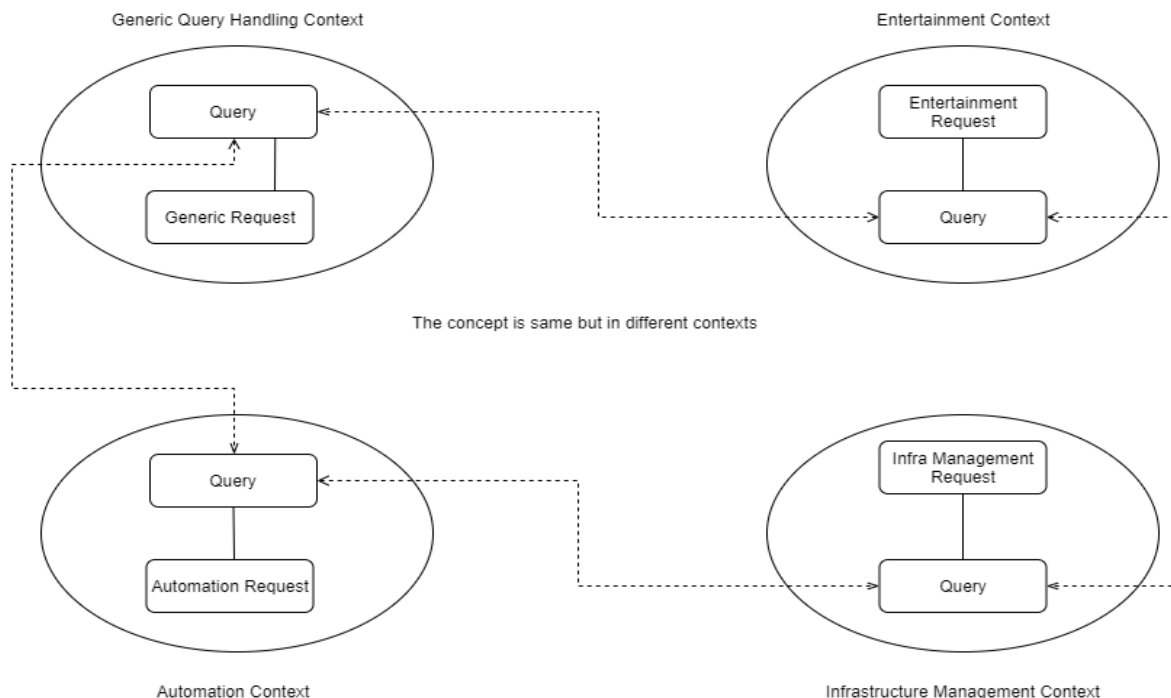 Generic Query Handling Context
Entertainment Context
Query
Entertainment
Request
Generic Request
Query
The concept is same but in different contexts
Query
Infra Management
Request
Automation Request
Query
Automation Context
Infrastructure Management Context